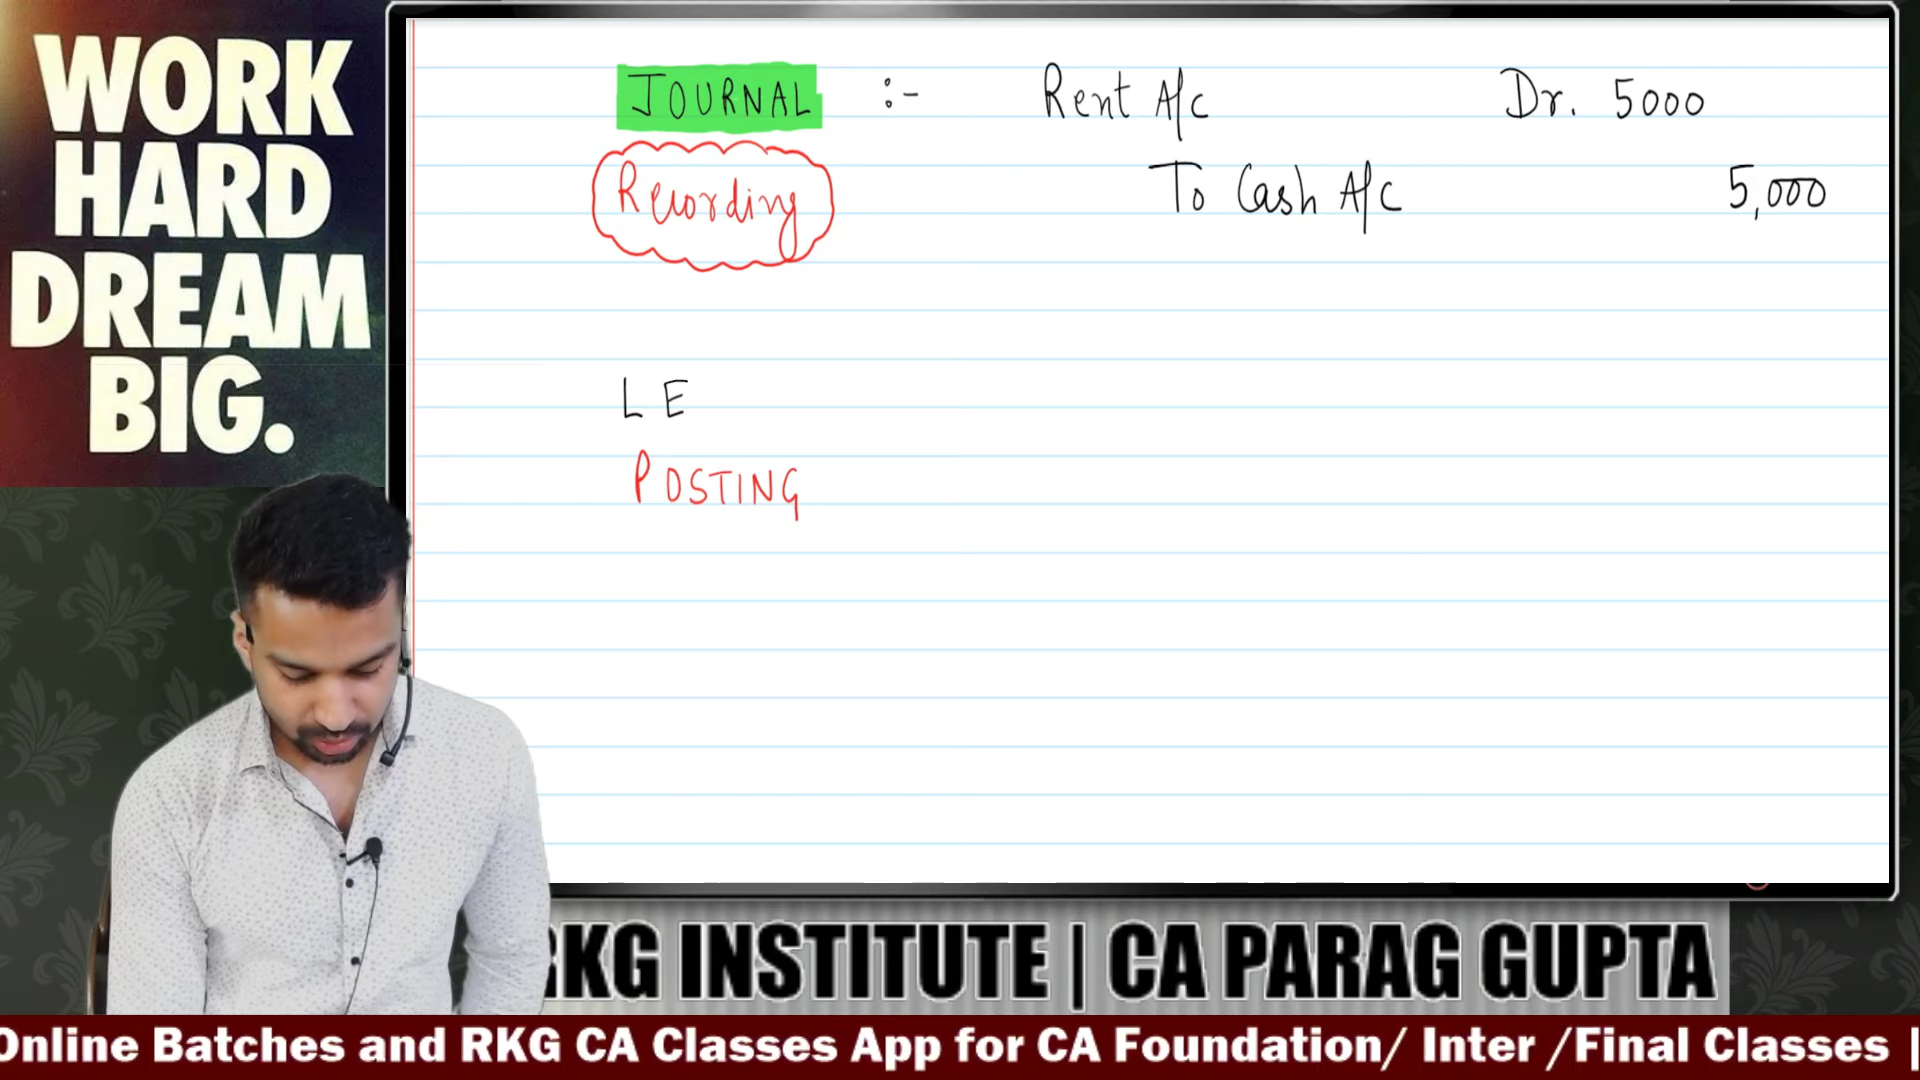 WORK
HARD
DREAM
BIG.
JOURNAL :- Rent A/c Dr. 5000
Recording To Cash A/c 5,000
L E
POSTING
RKG INSTITUTE | CA PARAG GUPTA
Online Batches and RKG CA Classes App for CA Foundation/ Inter /Final Classes |